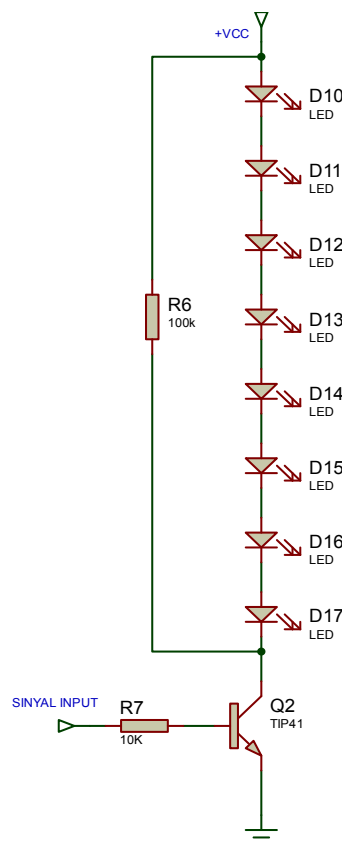 +VCC
D10
LED
D11
LED
D12
LED
R6
100k
D13
LED
D14
LED
D15
LED
D16
LED
D17
LED
SINYAL INPUT
R7
10K
Q2
TIP41